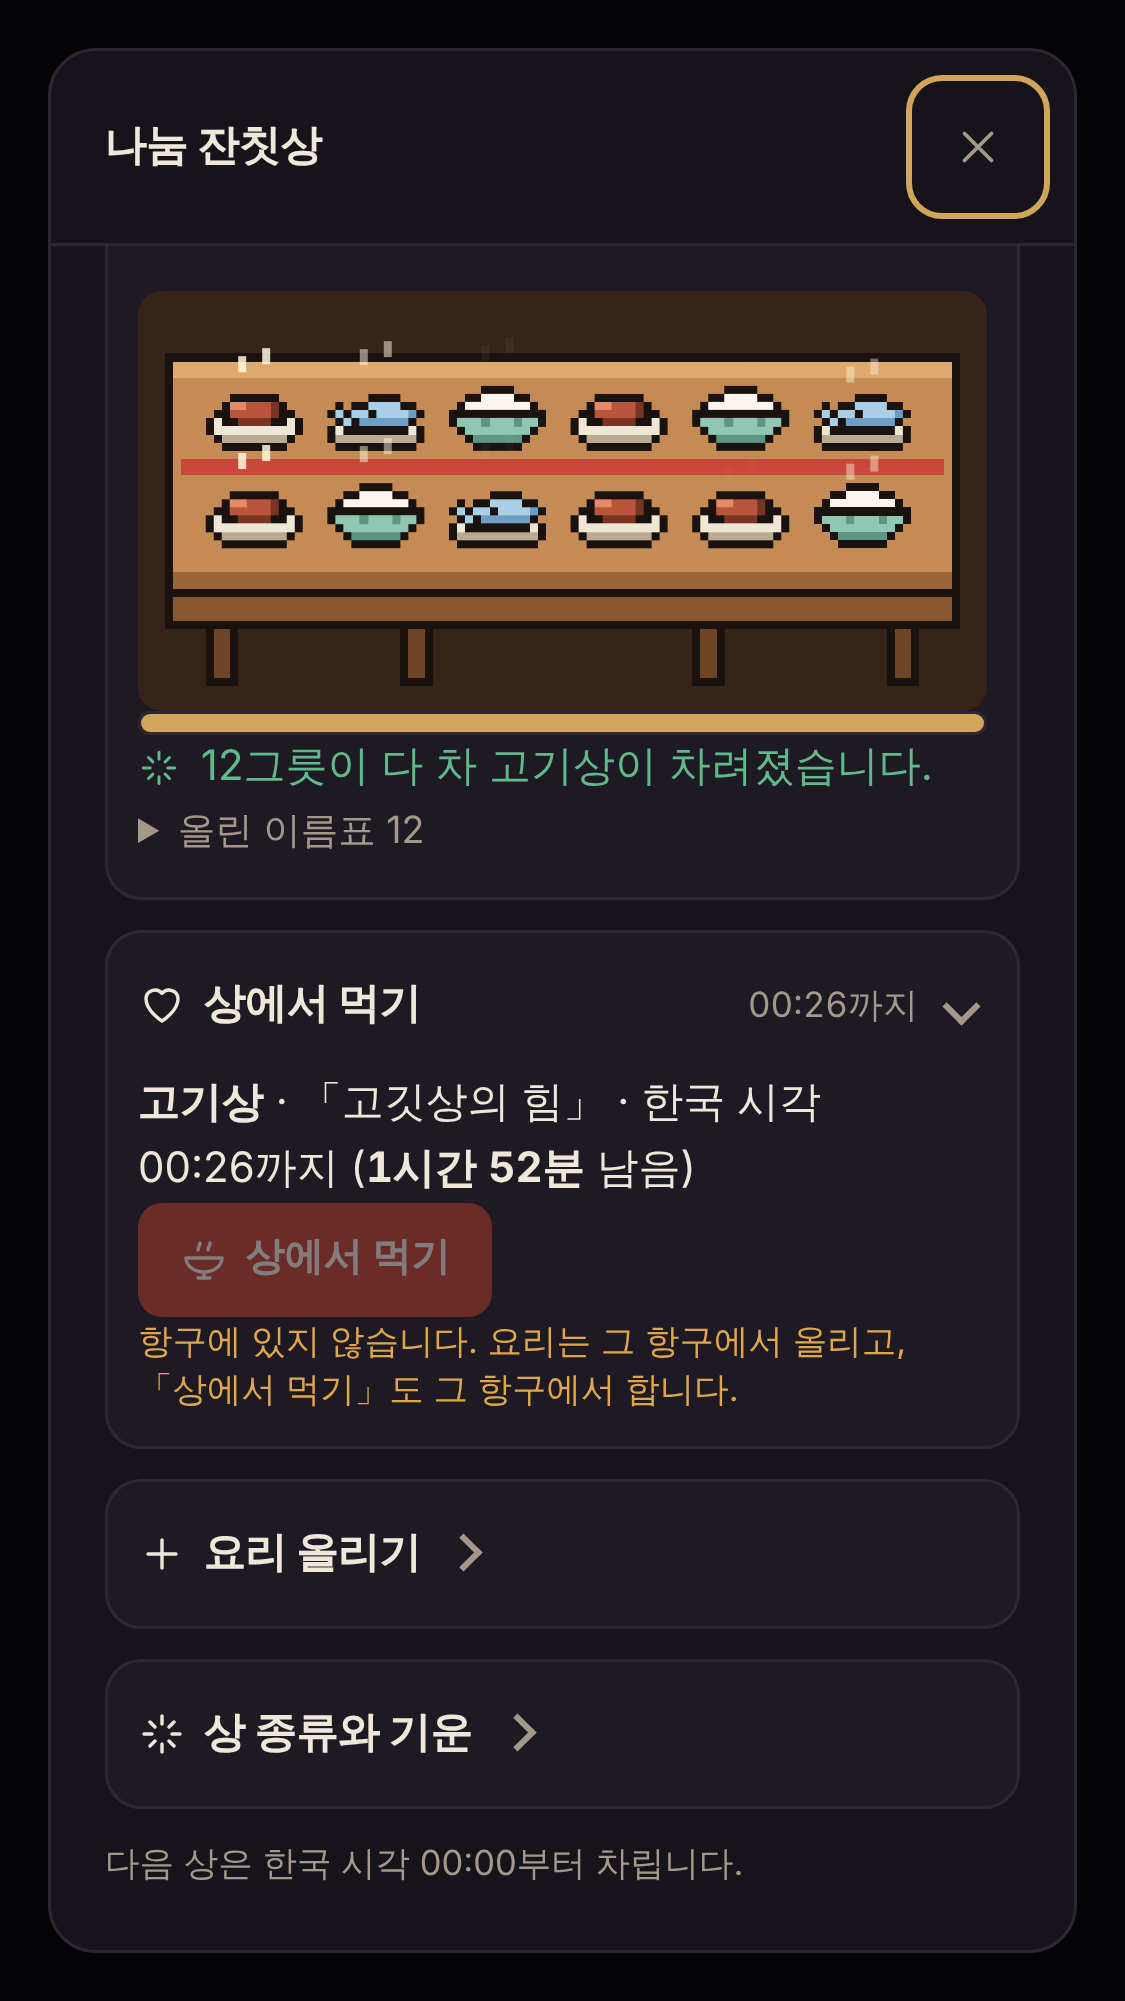 나눔 잔칫상
12그릇이 다 차 고기상이 차려졌습니다.
올린 이름표 12
상에서 먹기
00:26까지
고기상 · 「고깃상의 힘」 · 한국 시각
00:26까지 (1시간 52분 남음)
상에서 먹기
항구에 있지 않습니다. 요리는 그 항구에서 올리고,
「상에서 먹기」도 그 항구에서 합니다.
요리 올리기
상 종류와 기운
다음 상은 한국 시각 00:00부터 차립니다.